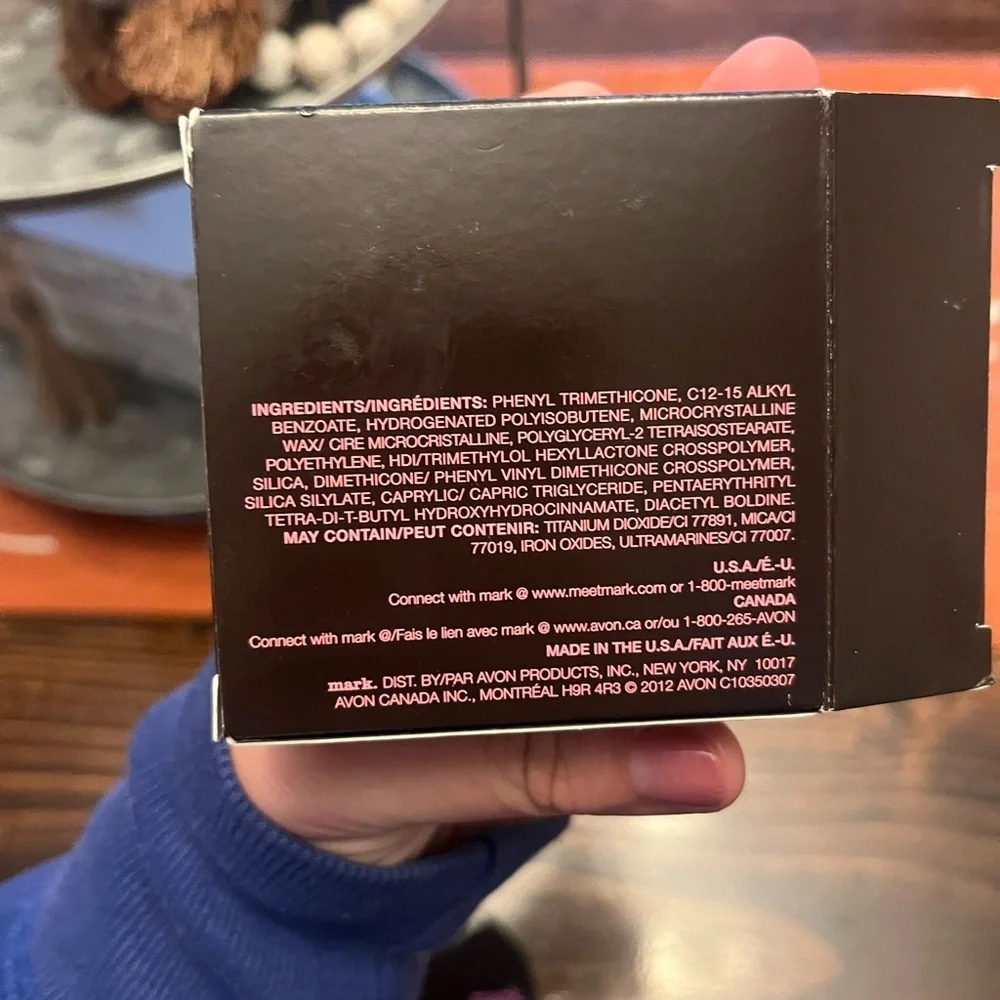 INGREDIENTS/INGRÉDIENTS: PHENYL TRIMETHICONE, C12-15 ALKYL
BENZOATE, HYDROGENATED POLYISOBUTENE, MICROCRYSTALLINE
WAX/ CIRE MICROCRISTALLINE, POLYGLYCERYL-2 TETRAISOSTEARATE,
POLYETHYLENE, HDI/TRIMETHYLOL HEXYLLACTONE CROSSPOLYMER,
SILICA, DIMETHICONE/ PHENYL VINYL DIMETHICONE CROSSPOLYMER,
SILICA SILYLATE, CAPRYLIC/ CAPRIC TRIGLYCERIDE, PENTAERYTHRITYL
TETRA-DI-T-BUTYL HYDROXYHYDROCINNAMATE, DIACETYL BOLDINE.
MAY CONTAIN/PEUT CONTENIR: TITANIUM DIOXIDE/CI 77891, MICA/CI
77019, IRON OXIDES, ULTRAMARINES/CI 77007.
U.S.A./É.-U.
Connect with mark @ www.meetmark.com or 1-800-meetmark
CANADA
Connect with mark @/Fais le lien avec mark @ www.avon.ca or/ou 1-800-265-AVON
MADE IN THE U.S.A./FAIT AUX É.-U.
mark. DIST. BY/PAR AVON PRODUCTS, INC., NEW YORK, NY 10017
AVON CANADA INC., MONTRÉAL H9R 4R3 © 2012 AVON C10350307